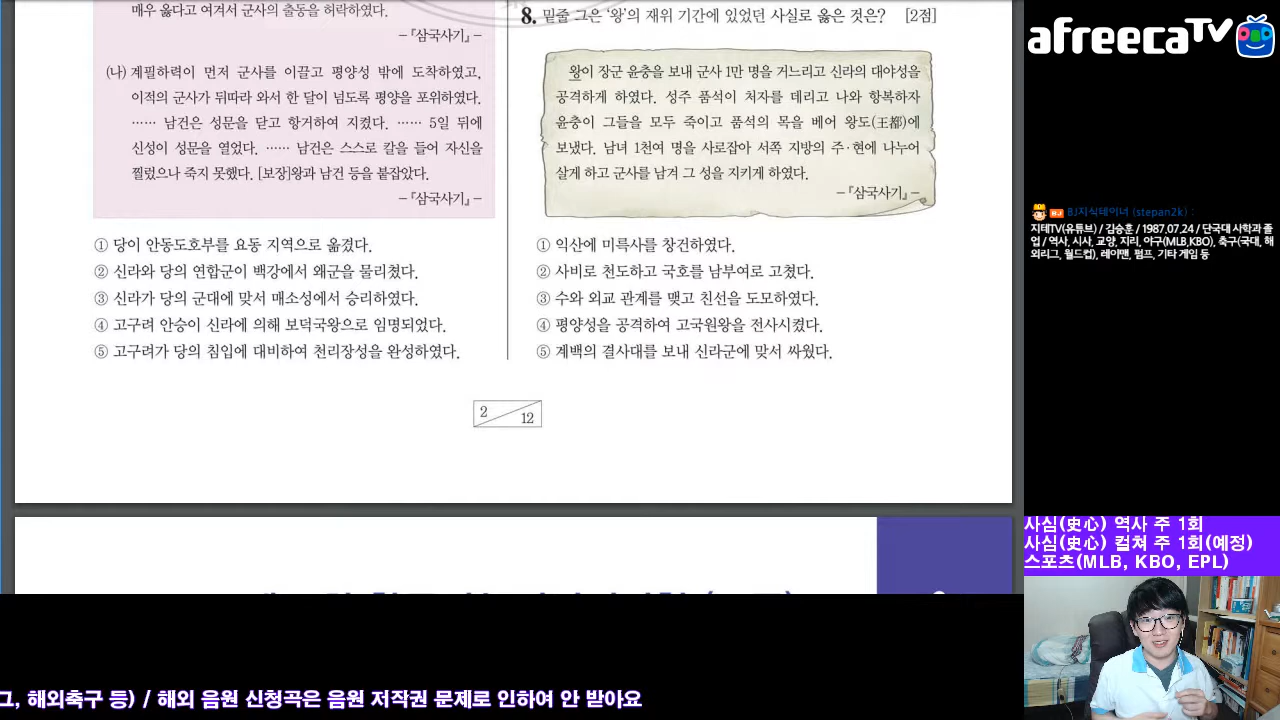 매우 옳다고 여겨서 군사의 출동을 허락하였다.
－『삼국사기』－
(나) 계필하력이 먼저 군사를 이끌고 평양성 밖에 도착하였고,
이적의 군사가 뒤따라 와서 한 달이 넘도록 평양을 포위하였다.
…… 남건은 성문을 닫고 항거하여 지켰다. …… 5일 뒤에
신성이 성문을 열었다. …… 남건은 스스로 칼을 들어 자신을
찔렀으나 죽지 못했다. [보장]왕과 남건 등을 붙잡았다.
－『삼국사기』－
① 당이 안동도호부를 요동 지역으로 옮겼다.
② 신라와 당의 연합군이 백강에서 왜군을 물리쳤다.
③ 신라가 당의 군대에 맞서 매소성에서 승리하였다.
④ 고구려 안승이 신라에 의해 보덕국왕으로 임명되었다.
⑤ 고구려가 당의 침입에 대비하여 천리장성을 완성하였다.
8. 밑줄 그은 ‘왕’의 재위 기간에 있었던 사실로 옳은 것은? [2점]
왕이 장군 윤충을 보내 군사 1만 명을 거느리고 신라의 대야성을
공격하게 하였다. 성주 품석이 처자를 데리고 나와 항복하자
윤충이 그들을 모두 죽이고 품석의 목을 베어 왕도(王都)에
보냈다. 남녀 1천여 명을 사로잡아 서쪽 지방의 주·현에 나누어
살게 하고 군사를 남겨 그 성을 지키게 하였다.
－『삼국사기』－
① 익산에 미륵사를 창건하였다.
② 사비로 천도하고 국호를 남부여로 고쳤다.
③ 수와 외교 관계를 맺고 친선을 도모하였다.
④ 평양성을 공격하여 고국원왕을 전사시켰다.
⑤ 계백의 결사대를 보내 신라군에 맞서 싸웠다.
2
12
afreecaTV
BJ BJ지식테이너 (stepan2k) :
지테TV(유튜브) / 김승훈 / 1987.07.24 / 단국대 사학과 졸
업 / 역사, 시사, 교양, 지리, 야구(MLB,KBO), 축구(국대, 해
외리그, 월드컵), 레이맨, 펌프, 기타 게임 등
사심(史心) 역사 주 1회
사심(史心) 컬쳐 주 1회(예정)
스포츠(MLB, KBO, EPL)
그, 해외축구 등) / 해외 음원 신청곡은 음원 저작권 문제로 인하여 안 받아요